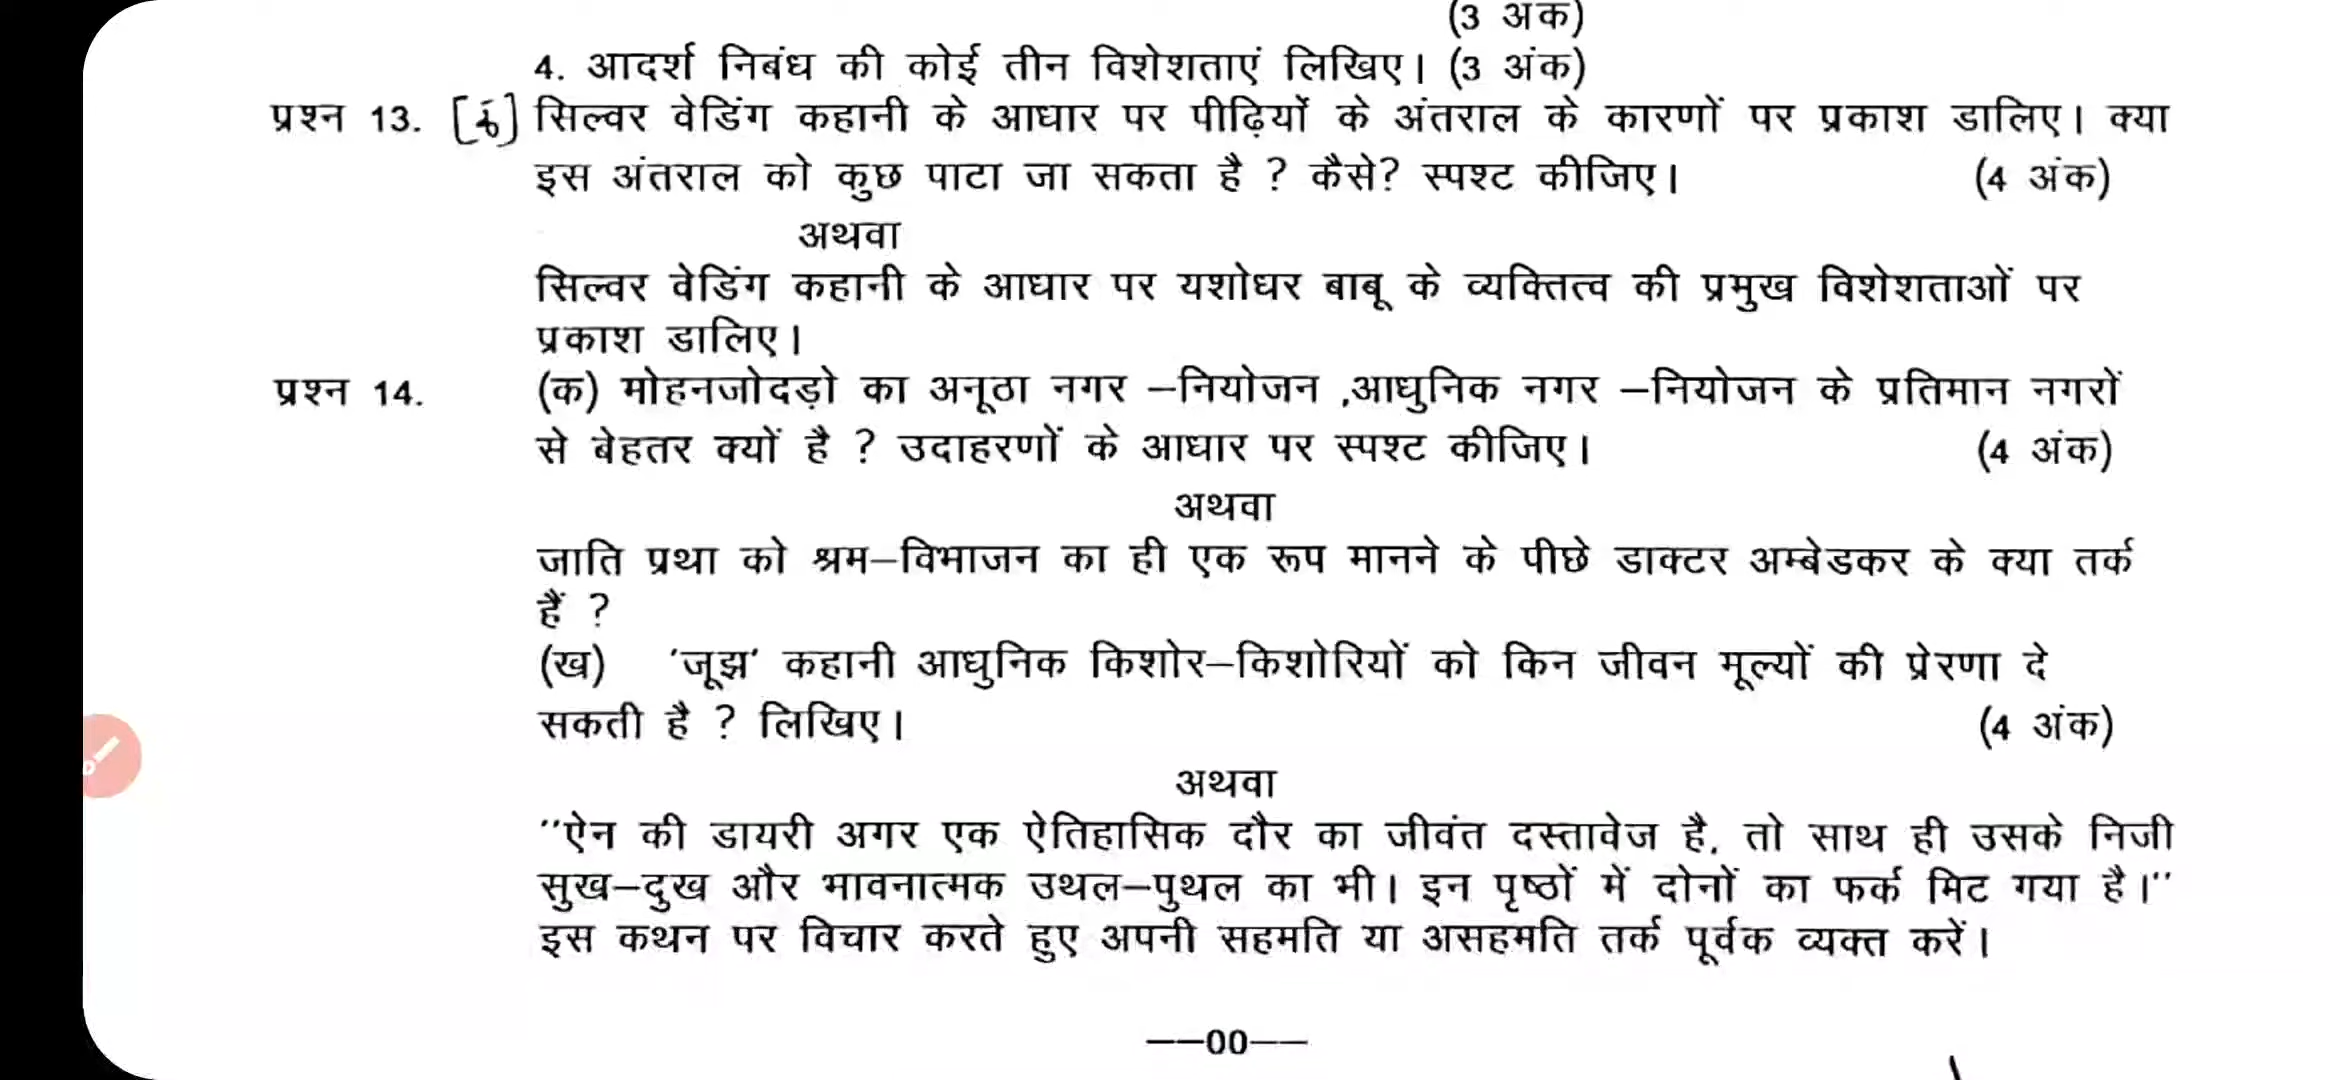 (3 अंक)
4. आदर्श निबंध की कोई तीन विशेशताएं लिखिए। (3 अंक)
प्रश्न 13. सिल्वर वेडिंग कहानी के आधार पर पीढ़ियों के अंतराल के कारणों पर प्रकाश डालिए। क्या
इस अंतराल को कुछ पाटा जा सकता है ? कैसे? स्पश्ट कीजिए। (4 अंक)
अथवा
सिल्वर वेडिंग कहानी के आधार पर यशोधर बाबू के व्यक्तित्व की प्रमुख विशेशताओं पर
प्रकाश डालिए।
प्रश्न 14. (क) मोहनजोदड़ो का अनूठा नगर –नियोजन ,आधुनिक नगर –नियोजन के प्रतिमान नगरों
से बेहतर क्यों है ? उदाहरणों के आधार पर स्पश्ट कीजिए। (4 अंक)
अथवा
जाति प्रथा को श्रम–विभाजन का ही एक रूप मानने के पीछे डाक्टर अम्बेडकर के क्या तर्क
हैं ?
(ख) 'जूझ' कहानी आधुनिक किशोर–किशोरियों को किन जीवन मूल्यों की प्रेरणा दे
सकती है ? लिखिए। (4 अंक)
अथवा
''ऐन की डायरी अगर एक ऐतिहासिक दौर का जीवंत दस्तावेज है, तो साथ ही उसके निजी
सुख–दुख और भावनात्मक उथल–पुथल का भी। इन पृष्ठों में दोनों का फर्क मिट गया है।''
इस कथन पर विचार करते हुए अपनी सहमति या असहमति तर्क पूर्वक व्यक्त करें।
––00––